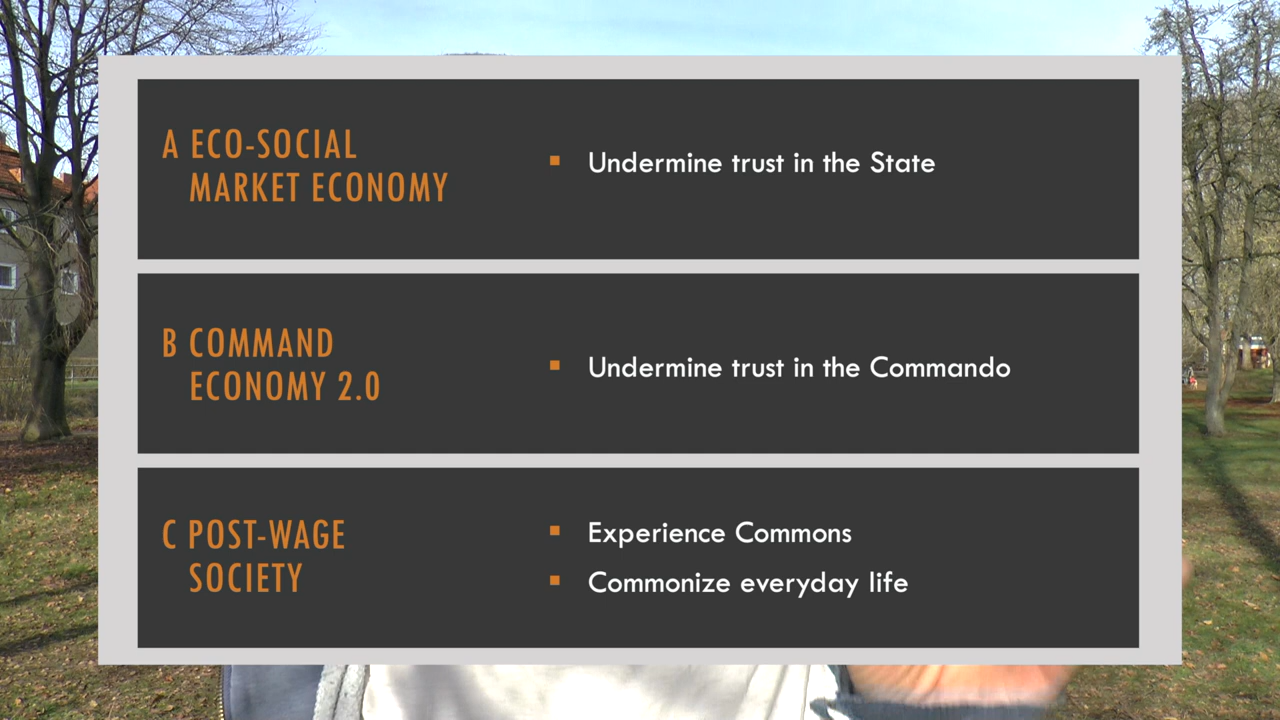 A ECO-SOCIAL
MARKET ECONOMY
Undermine trust in the State
B COMMAND
ECONOMY 2.0
Undermine trust in the Commando
C POST-WAGE
SOCIETY
Experience Commons
Commonize everyday life